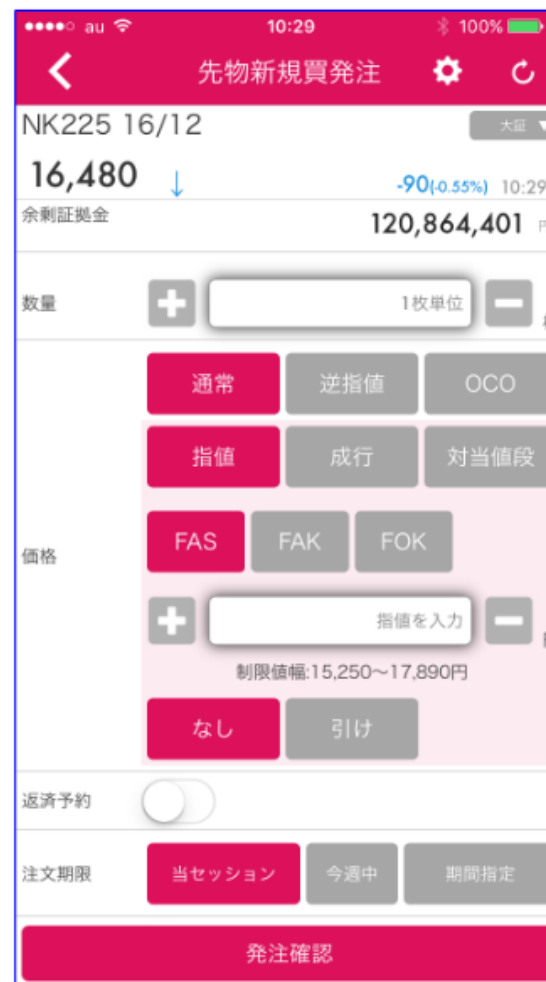 au 10:29 100%
先物新規買発注
NK225 16/12 大証 ▼
16,480 ↓ -90(-0.55%) 10:29
余剰証拠金 120,864,401 円
数量 1枚単位
通常 逆指値 OCO
指値 成行 対当値段
FAS FAK FOK
価格
指値を入力
制限値幅:15,250～17,890円
なし 引け
返済予約
注文期限 当セッション 今週中 期間指定
発注確認